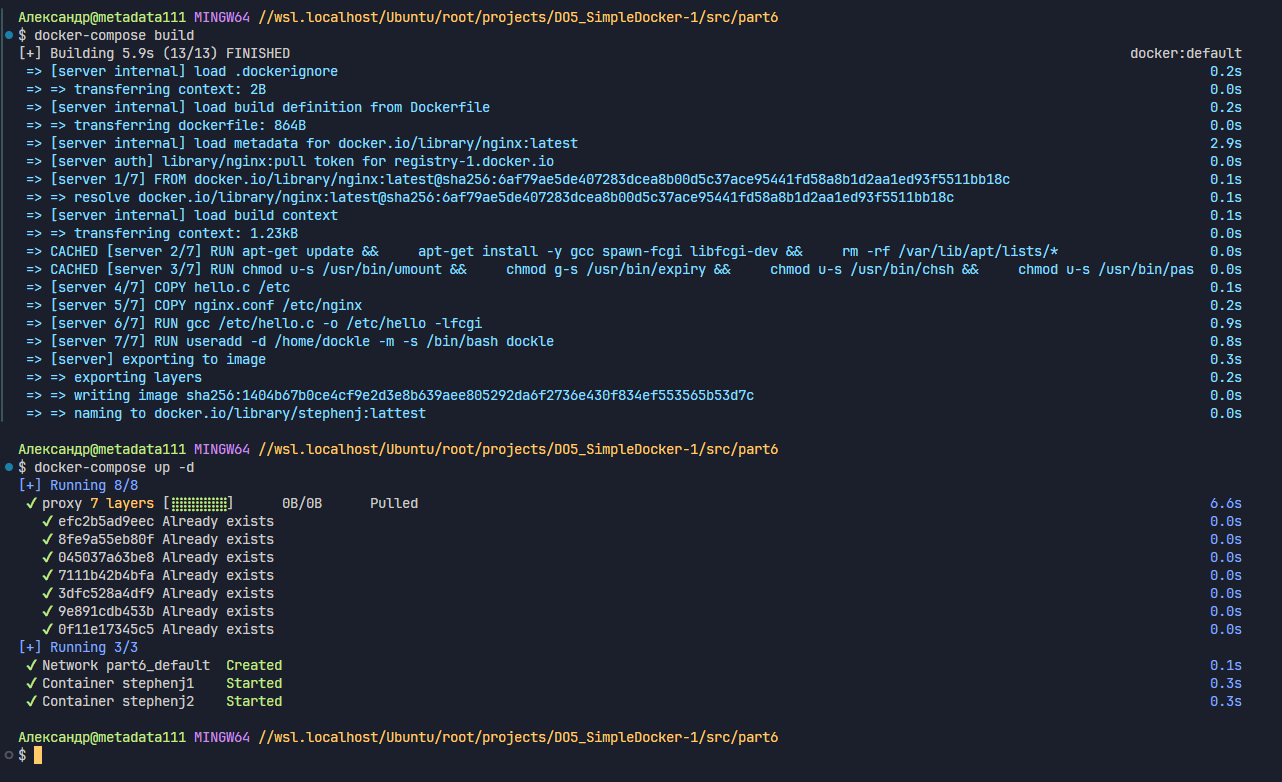 Александр@metadata111 MINGW64 //wsl.localhost/Ubuntu/root/projects/DO5_SimpleDocker-1/src/part6
$ docker-compose build
[+] Building 5.9s (13/13) FINISHED docker:default
=> [server internal] load .dockerignore 0.2s
=> => transferring context: 2B 0.0s
=> [server internal] load build definition from Dockerfile 0.2s
=> => transferring dockerfile: 864B 0.0s
=> [server internal] load metadata for docker.io/library/nginx:latest 2.9s
=> [server auth] library/nginx:pull token for registry-1.docker.io 0.0s
=> [server 1/7] FROM docker.io/library/nginx:latest@sha256:6af79ae5de407283dcea8b00d5c37ace95441fd58a8b1d2aa1ed93f5511bb18c 0.1s
=> => resolve docker.io/library/nginx:latest@sha256:6af79ae5de407283dcea8b00d5c37ace95441fd58a8b1d2aa1ed93f5511bb18c 0.1s
=> [server internal] load build context 0.1s
=> => transferring context: 1.23kB 0.0s
=> CACHED [server 2/7] RUN apt-get update &&     apt-get install -y gcc spawn-fcgi libfcgi-dev &&     rm -rf /var/lib/apt/lists/* 0.0s
=> CACHED [server 3/7] RUN chmod u-s /usr/bin/umount &&     chmod g-s /usr/bin/expiry &&     chmod u-s /usr/bin/chsh &&     chmod u-s /usr/bin/pas 0.0s
=> [server 4/7] COPY hello.c /etc 0.1s
=> [server 5/7] COPY nginx.conf /etc/nginx 0.2s
=> [server 6/7] RUN gcc /etc/hello.c -o /etc/hello -lfcgi 0.9s
=> [server 7/7] RUN useradd -d /home/dockle -m -s /bin/bash dockle 0.8s
=> [server] exporting to image 0.3s
=> => exporting layers 0.2s
=> => writing image sha256:1404b67b0ce4cf9e2d3e8b639aee805292da6f2736e430f834ef553565b53d7c 0.0s
=> => naming to docker.io/library/stephenj:lattest 0.0s
Александр@metadata111 MINGW64 //wsl.localhost/Ubuntu/root/projects/DO5_SimpleDocker-1/src/part6
$ docker-compose up -d
[+] Running 8/8
✔ proxy 7 layers [⣿⣿⣿⣿⣿⣿⣿] 0B/0B Pulled 6.6s
✔ efc2b5ad9eec Already exists 0.0s
✔ 8fe9a55eb80f Already exists 0.0s
✔ 045037a63be8 Already exists 0.0s
✔ 7111b42b4bfa Already exists 0.0s
✔ 3dfc528a4df9 Already exists 0.0s
✔ 9e891cdb453b Already exists 0.0s
✔ 0f11e17345c5 Already exists 0.0s
[+] Running 3/3
✔ Network part6_default Created 0.1s
✔ Container stephenj1 Started 0.3s
✔ Container stephenj2 Started 0.3s
Александр@metadata111 MINGW64 //wsl.localhost/Ubuntu/root/projects/DO5_SimpleDocker-1/src/part6
$